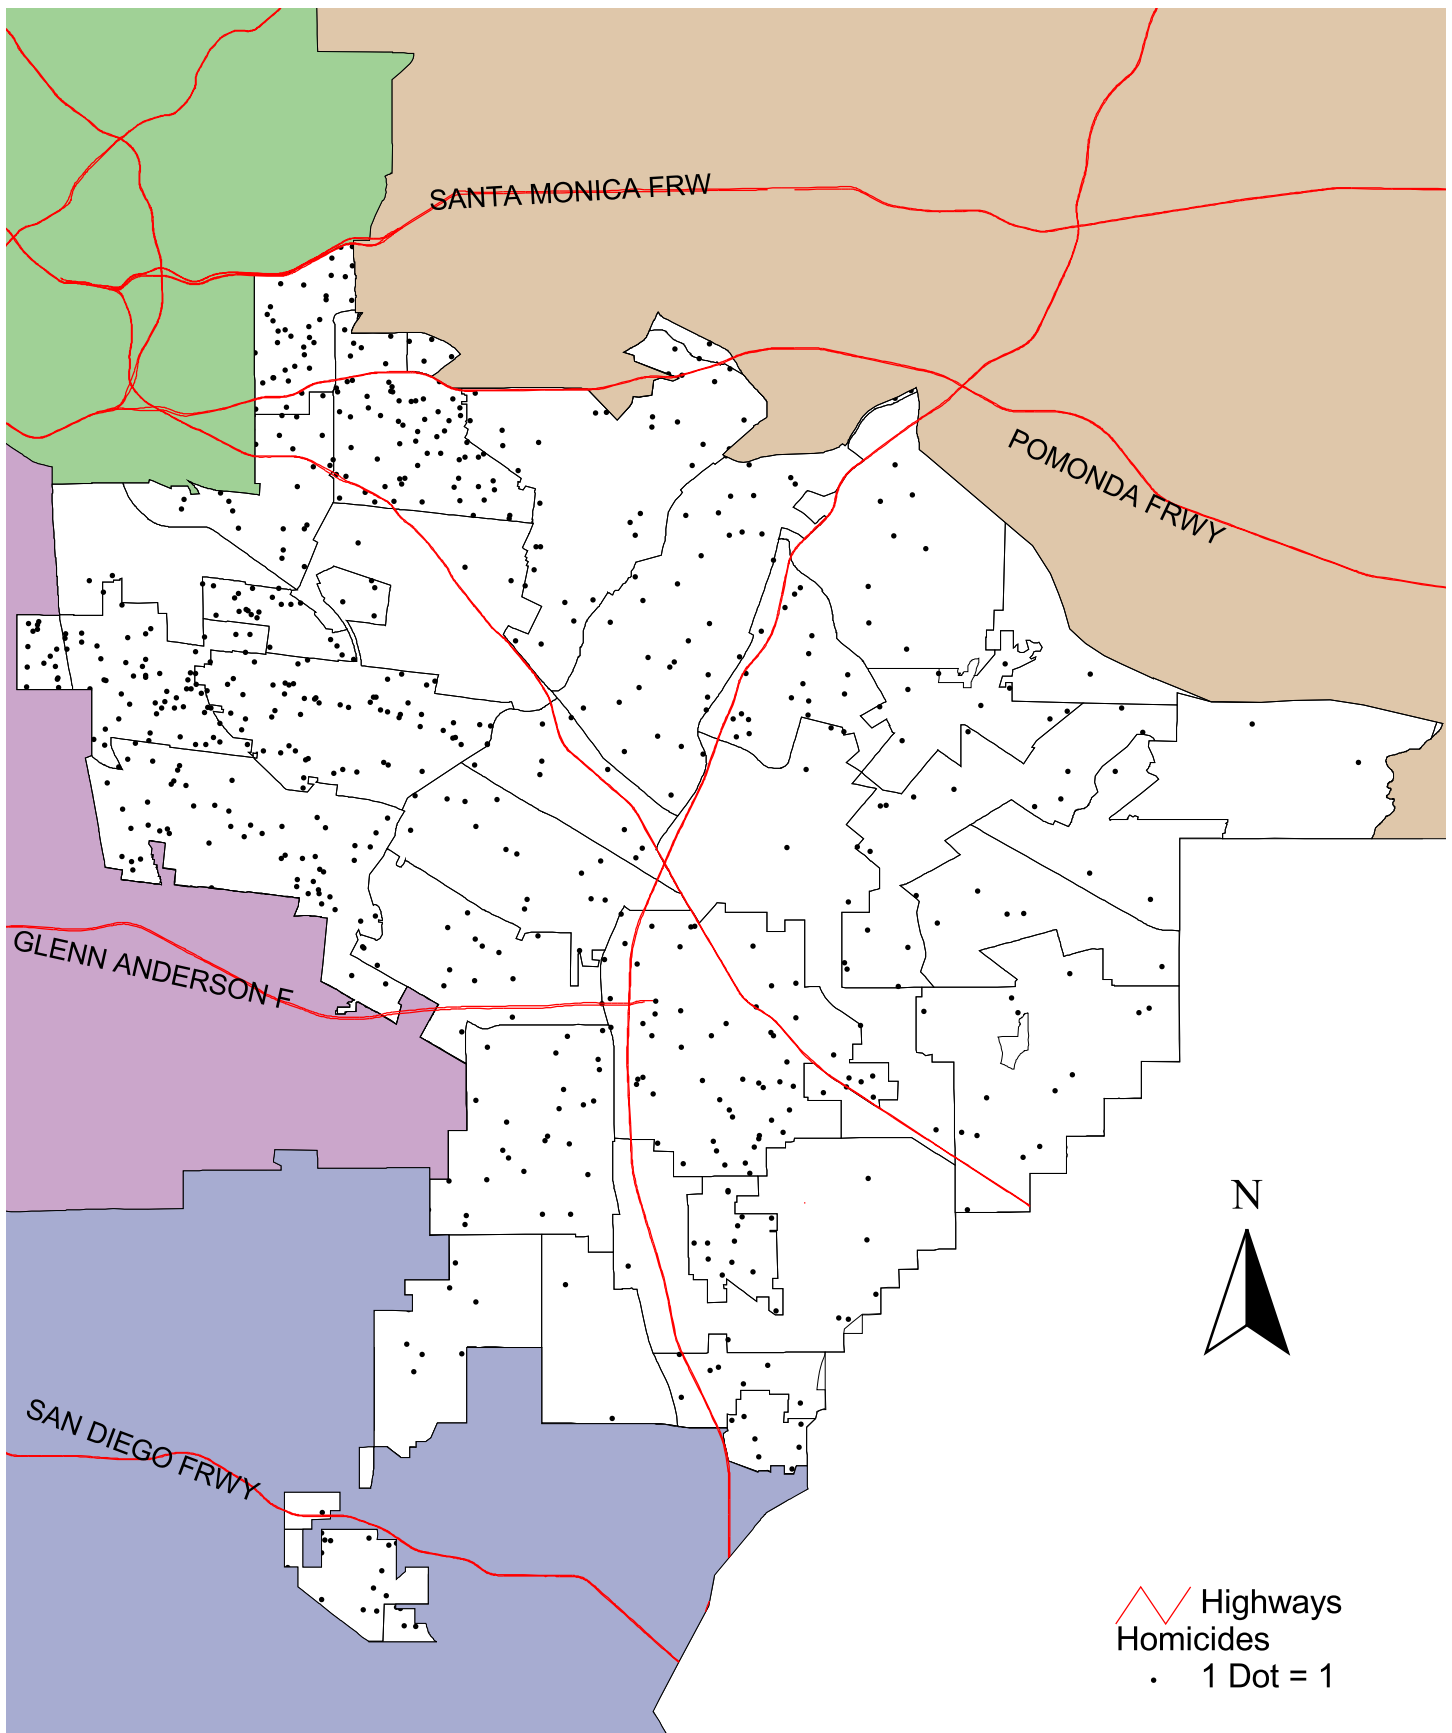 SANTA MONICA FRW
POMONDA FRWY
GLENN ANDERSON F
N
SAN DIEGO FRWY
Highways
Homicides
1 Dot = 1